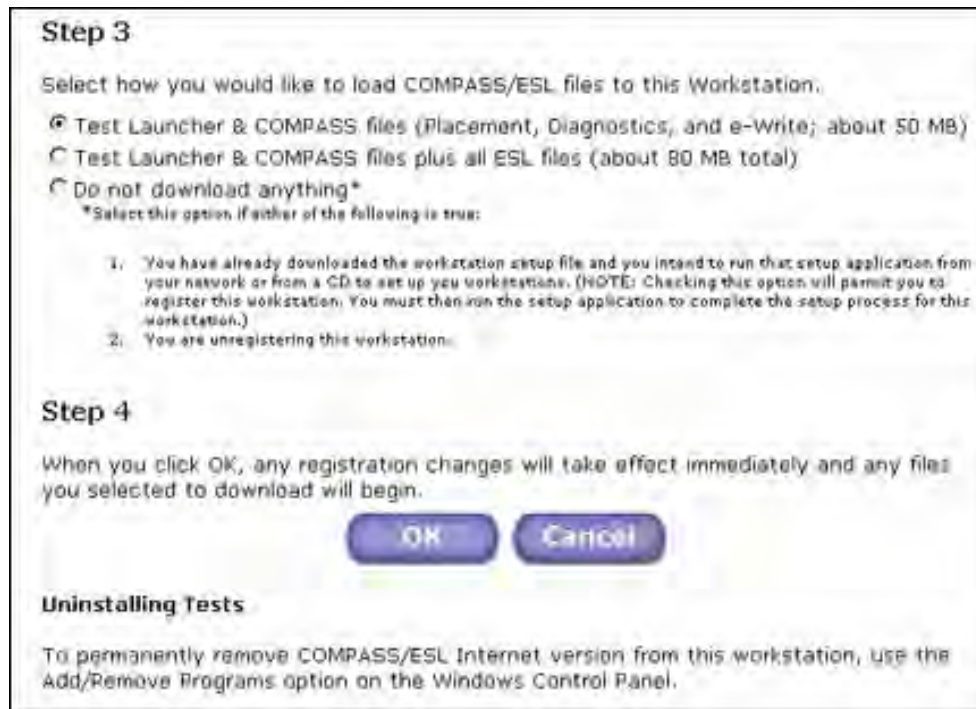 Step 3
Select how you would like to load COMPASS/ESL files to this Workstation.
Test Launcher & COMPASS files (Placement, Diagnostics, and e-Write; about 50 MB)
Test Launcher & COMPASS files plus all ESL files (about 80 MB total)
Do not download anything*
*Select this option if either of the following is true:
1. You have already downloaded the workstation setup file and you intend to run that setup application from
your network or from a CD to set up you workstations. (NOTE: Checking this option will permit you to
register this workstation. You must then run the setup application to complete the setup process for this
workstation.)
2. You are unregistering this workstation.
Step 4
When you click OK, any registration changes will take effect immediately and any files
you selected to download will begin.
OK Cancel
Uninstalling Tests
To permanently remove COMPASS/ESL Internet version from this workstation, use the
Add/Remove Programs option on the Windows Control Panel.